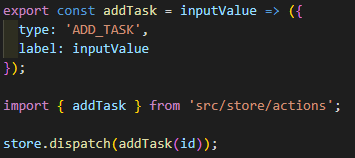 export const addTask = inputValue => ({
  type: 'ADD_TASK',
  label: inputValue
});

import { addTask } from 'src/store/actions';

store.dispatch(addTask(id));